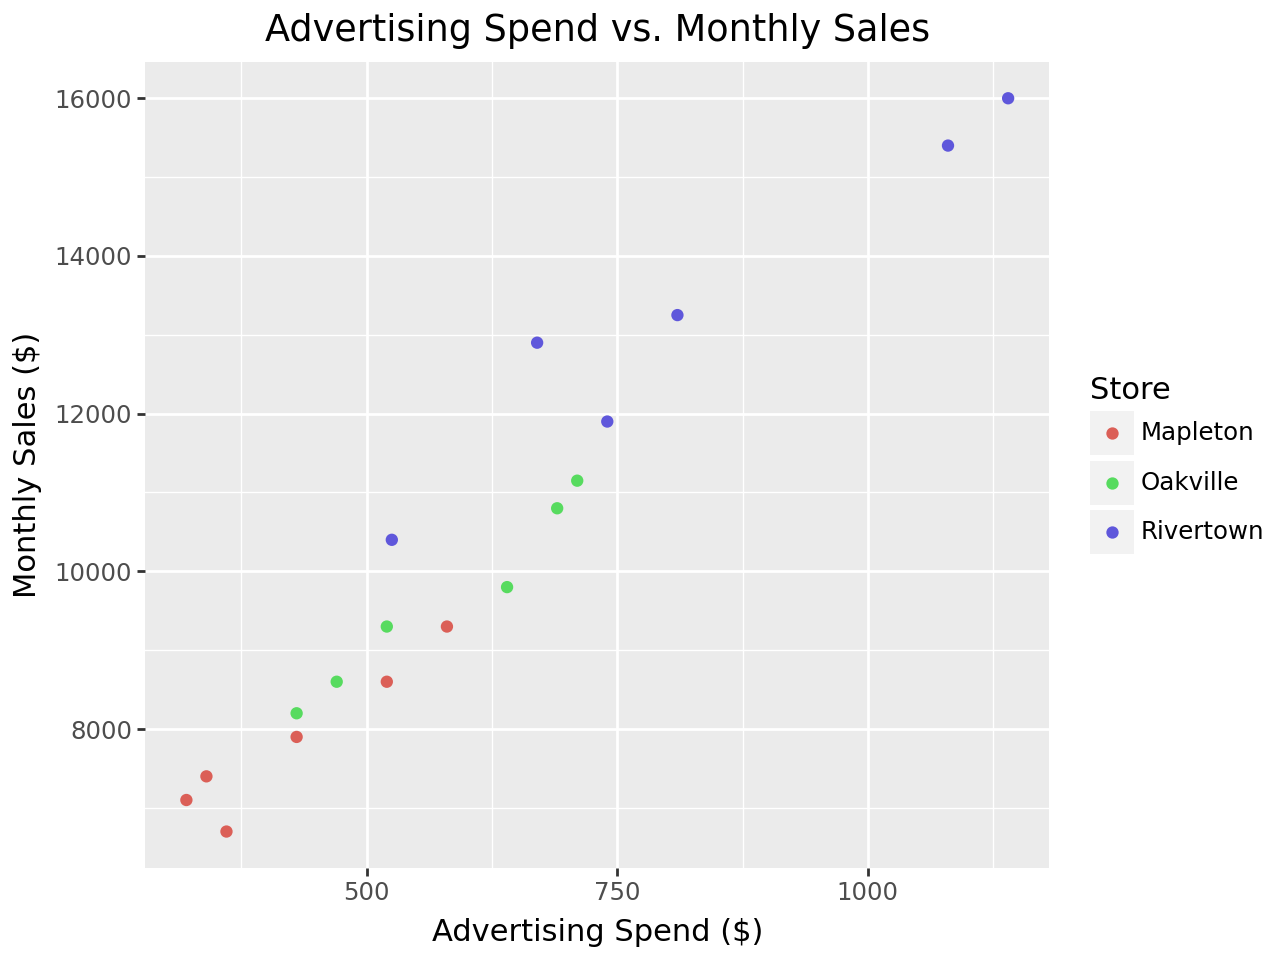 Advertising Spend vs. Monthly Sales
16000
14000
12000
10000
8000
Monthly Sales ($)
500 750 1000
Advertising Spend ($)
Store
Mapleton
Oakville
Rivertown